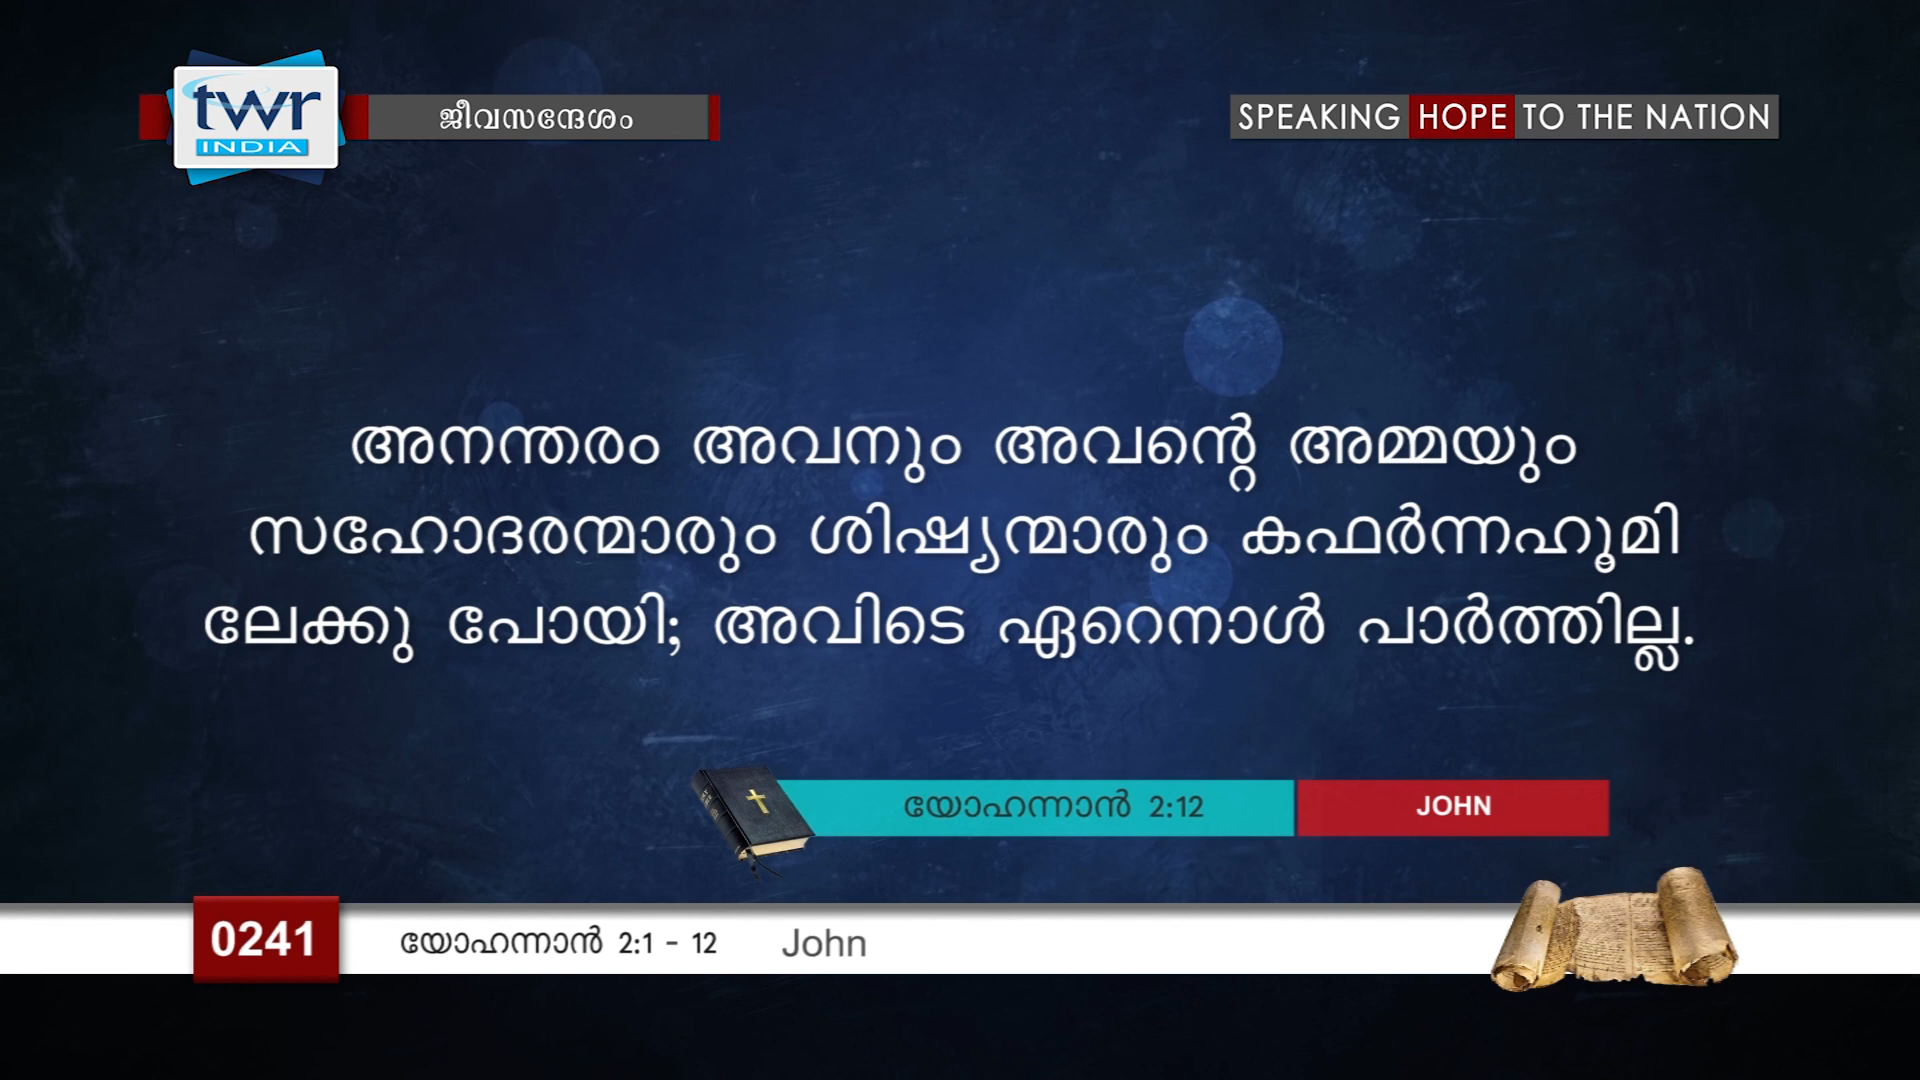 twr
INDIA
ജീവസന്ദേശം
SPEAKING HOPE TO THE NATION
അനന്തരം അവനും അവന്റെ അമ്മയും
സഹോദരന്മാരും ശിഷ്യന്മാരും കഫർന്നഹൂമി
ലേക്കു പോയി; അവിടെ ഏറെനാൾ പാർത്തില്ല.
യോഹന്നാൻ 2:12
JOHN
0241
യോഹന്നാൻ 2:1 - 12
John